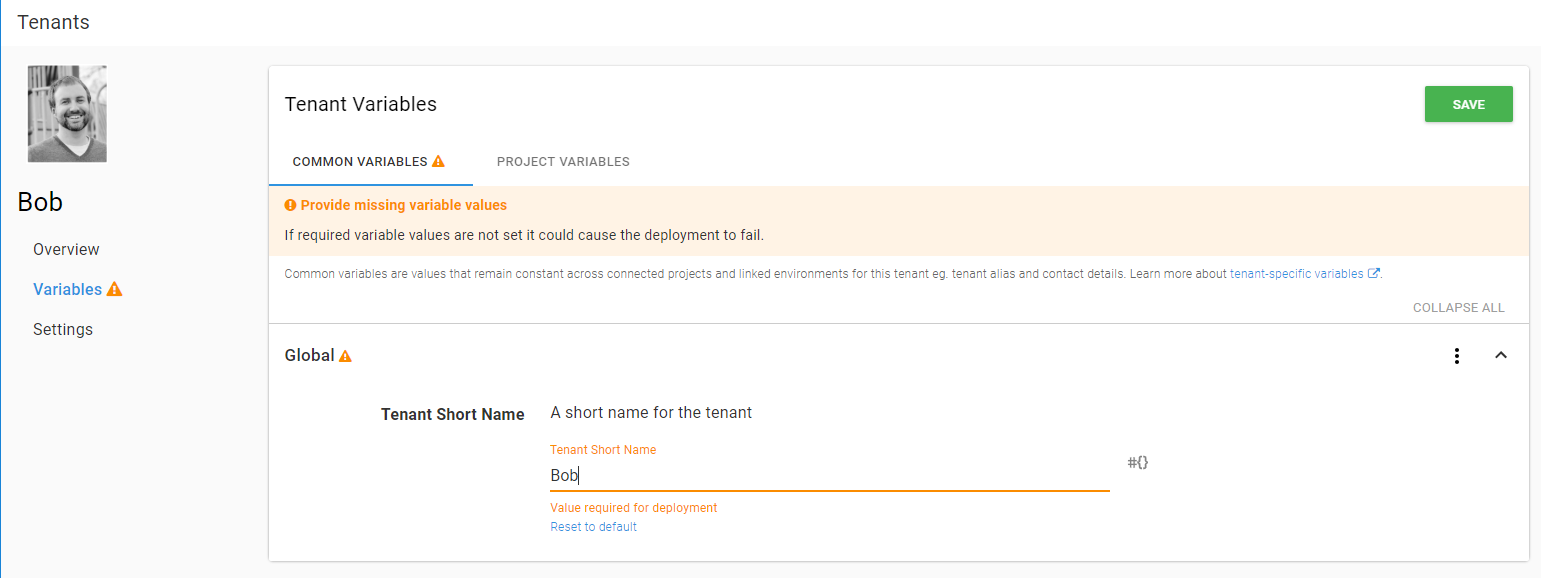 Tenants
Bob
Overview
Variables
Settings
Tenant Variables
SAVE
COMMON VARIABLES
PROJECT VARIABLES
Provide missing variable values
If required variable values are not set it could cause the deployment to fail.
Common variables are values that remain constant across connected projects and linked environments for this tenant eg. tenant alias and contact details. Learn more about tenant-specific variables.
COLLAPSE ALL
Global
Tenant Short Name
A short name for the tenant
Tenant Short Name
Bob
#{}
Value required for deployment
Reset to default